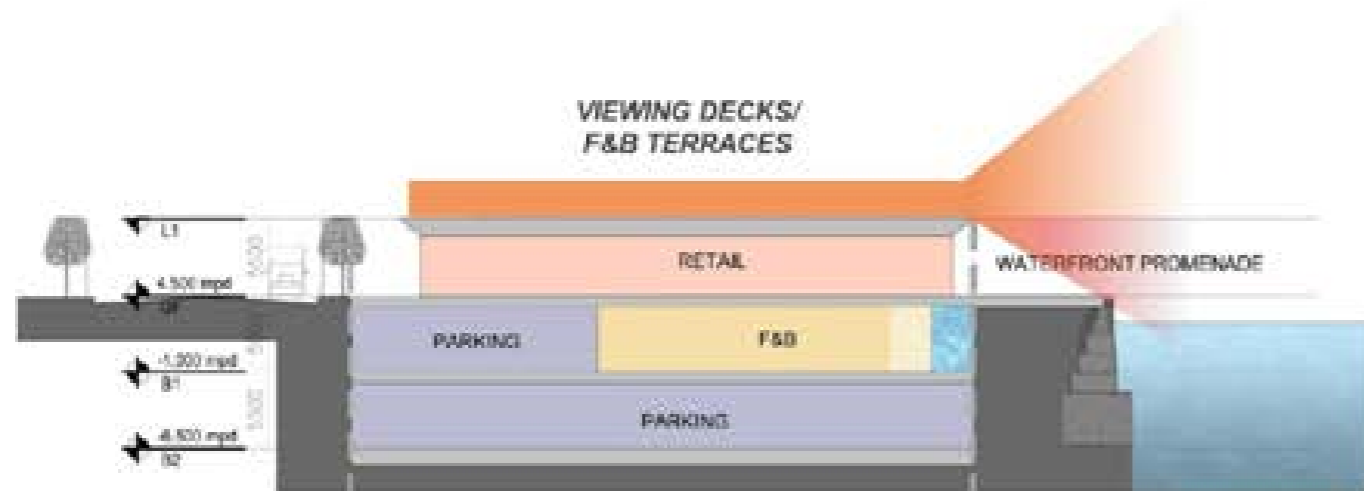 VIEWING DECKS/
F&B TERRACES
L1
RETAIL
WATERFRONT PROMENADE
4.500 mpd
PARKING
F&B
-1.000 mpd
B1
PARKING
-6.500 mpd
B2